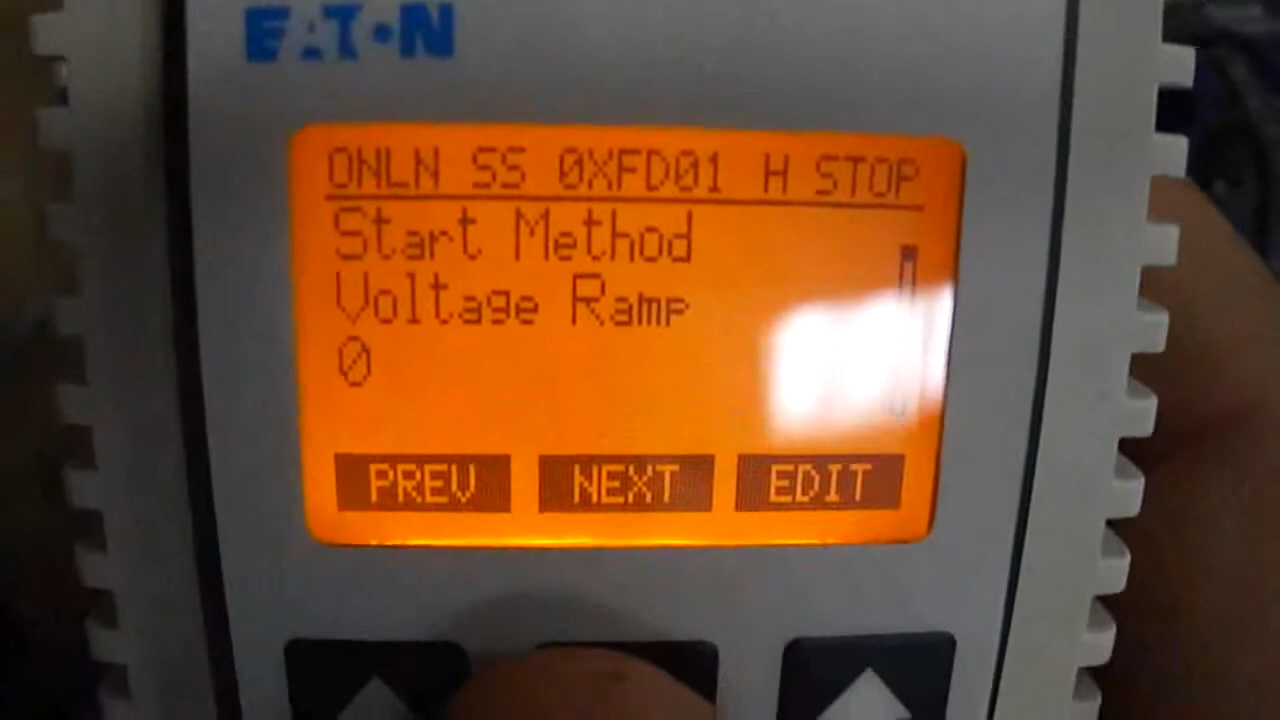 EATON
ONLN SS 0XFD01 H STOP
Start Method
Voltage Ramp
0
PREV NEXT EDIT